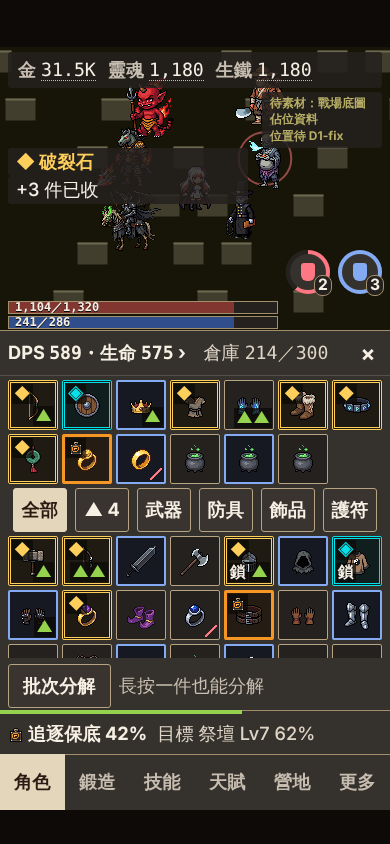 金 31.5K 靈魂 1,180 生鐵 1,180
待素材：戰場底圖
佔位資料
位置待 D1-fix
破裂石
+3 件已收
2
3
1,104／1,320
241／286
DPS 589・生命 575 ›
倉庫 214／300
×
全部
▲ 4
武器
防具
飾品
護符
鎖
鎖
批次分解
長按一件也能分解
追逐保底 42% 目標 祭壇 Lv7 62%
角色
鍛造
技能
天賦
營地
更多